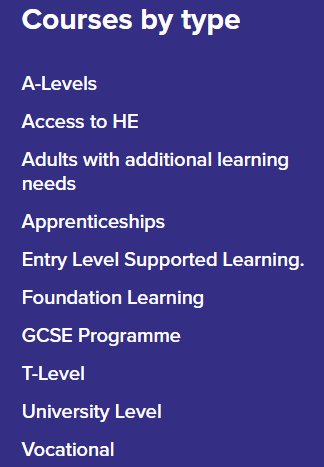 Courses by type
A-Levels
Access to HE
Adults with additional learning
needs
Apprenticeships
Entry Level Supported Learning.
Foundation Learning
GCSE Programme
T-Level
University Level
Vocational